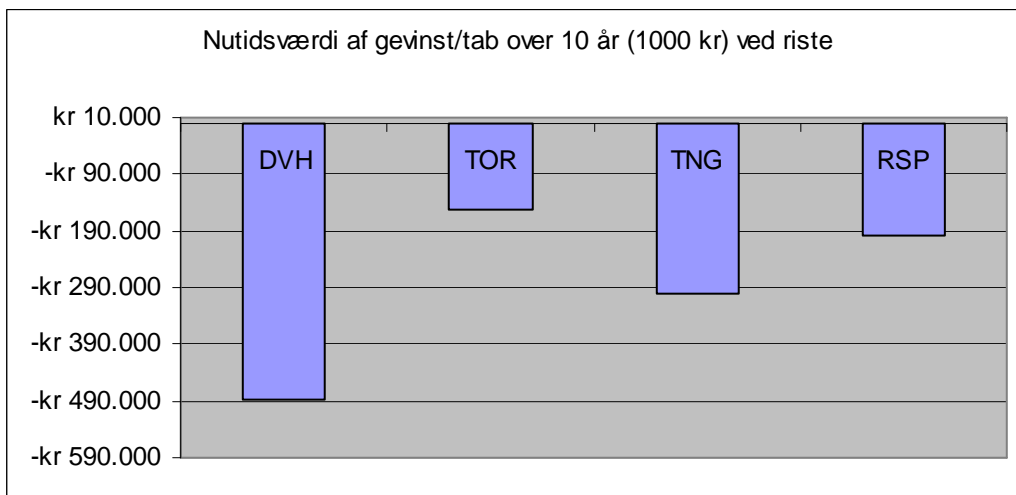 Nutidsværdi af gevinst/tab over 10 år (1000 kr) ved riste
kr 10.000
-kr 90.000
-kr 190.000
-kr 290.000
-kr 390.000
-kr 490.000
-kr 590.000
DVH TOR TNG RSP